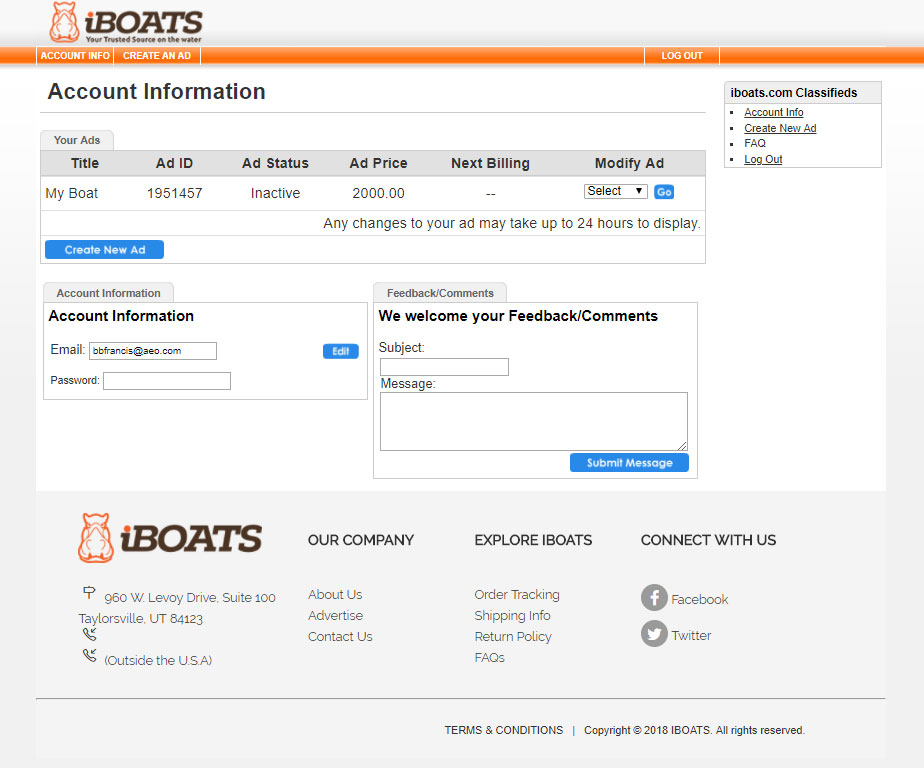 iBOATS
Your Trusted Source on the water
ACCOUNT INFO CREATE AN AD LOG OUT
Account Information
iboats.com Classifieds
Account Info
Create New Ad
FAQ
Log Out
Your Ads
Title Ad ID Ad Status Ad Price Next Billing Modify Ad
My Boat 1951457 Inactive 2000.00 -- Select Go
Any changes to your ad may take up to 24 hours to display.
Create New Ad
Account Information
Account Information
Email: bbfrancis@aeo.com Edit
Password:
Feedback/Comments
We welcome your Feedback/Comments
Subject:
Message:
Submit Message
iBOATS
960 W. Levoy Drive, Suite 100
Taylorsville, UT 84123
(Outside the U.S.A)
OUR COMPANY
About Us
Advertise
Contact Us
EXPLORE IBOATS
Order Tracking
Shipping Info
Return Policy
FAQs
CONNECT WITH US
Facebook
Twitter
TERMS & CONDITIONS | Copyright © 2018 IBOATS. All rights reserved.